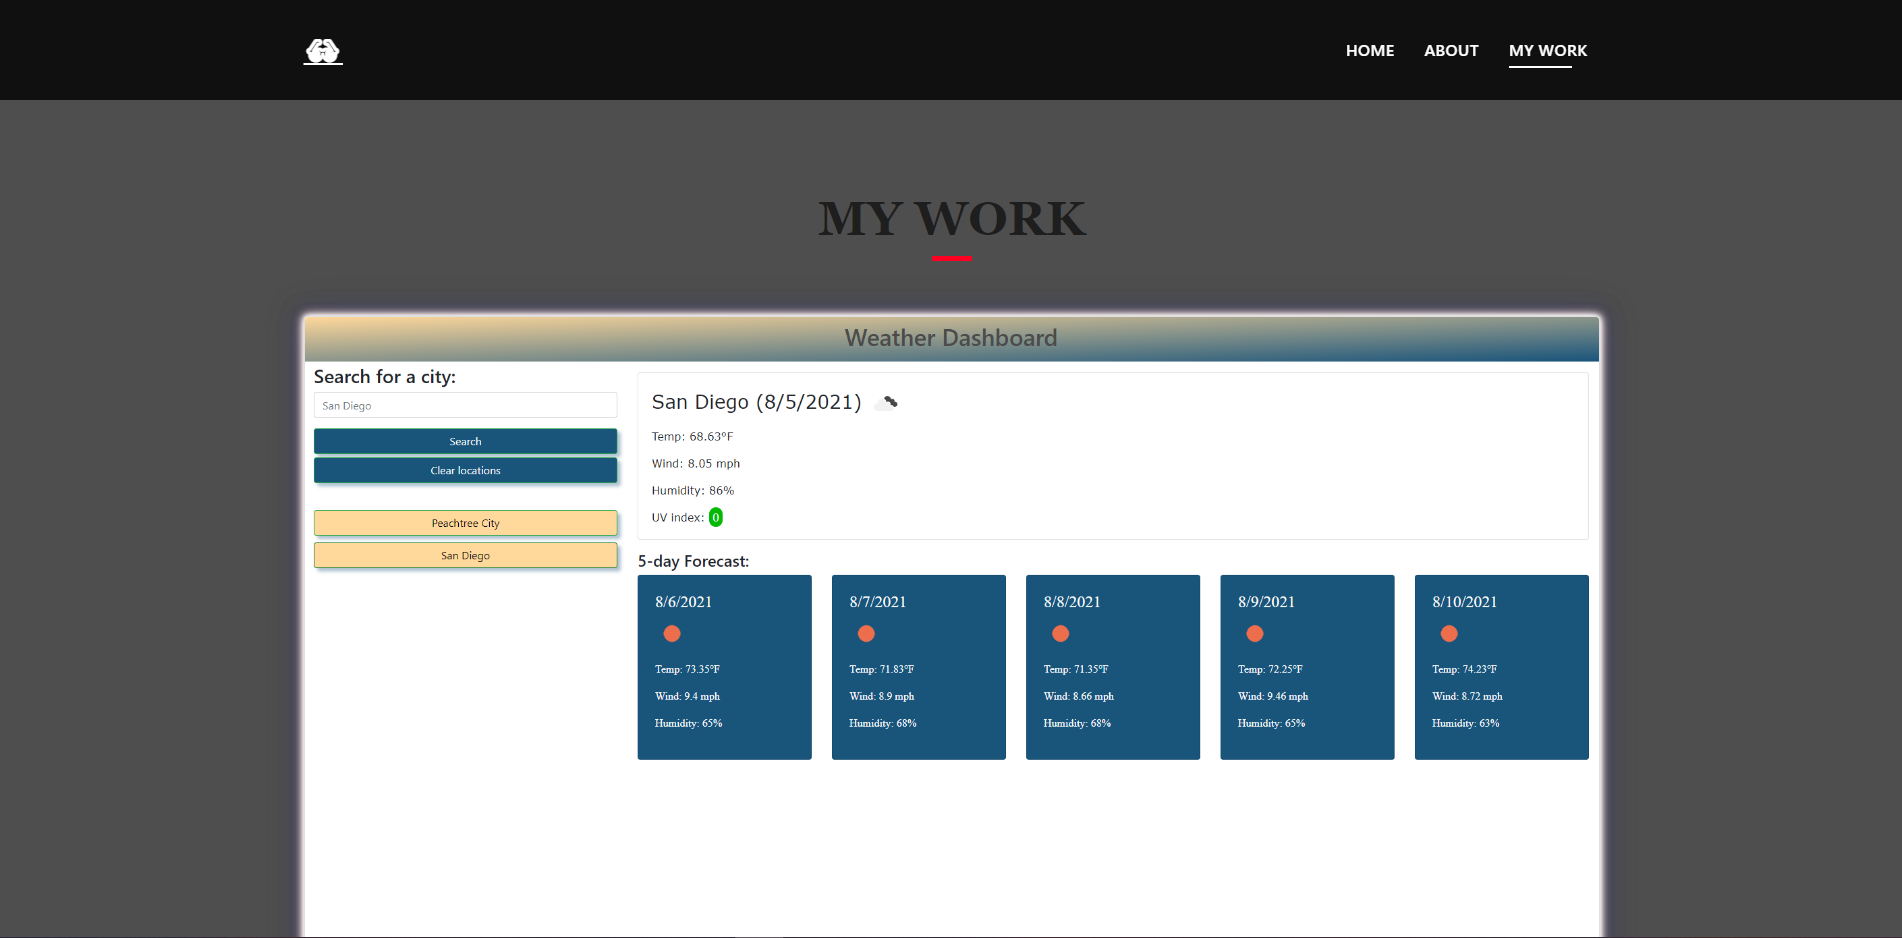 HOME ABOUT MY WORK
MY WORK
Weather Dashboard
Search for a city:
San Diego
Search
Clear locations
Peachtree City
San Diego
San Diego (8/5/2021)
Temp: 68.63°F
Wind: 8.05 mph
Humidity: 86%
UV index: 0
5-day Forecast:
8/6/2021
Temp: 73.35°F
Wind: 9.4 mph
Humidity: 65%
8/7/2021
Temp: 71.83°F
Wind: 8.9 mph
Humidity: 68%
8/8/2021
Temp: 71.35°F
Wind: 8.66 mph
Humidity: 68%
8/9/2021
Temp: 72.25°F
Wind: 9.46 mph
Humidity: 65%
8/10/2021
Temp: 74.23°F
Wind: 8.72 mph
Humidity: 63%